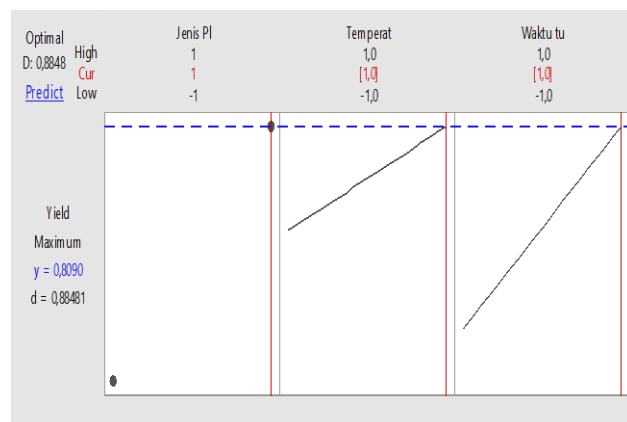 Optimal
D: 0,8848
Predict
High
Cur
Low
Jenis Pl
1
1
-1
Temperat
1,0
[1,0]
-1,0
Waktu tu
1,0
[1,0]
-1,0
Yield
Maximum
y = 0,8090
d = 0,88481